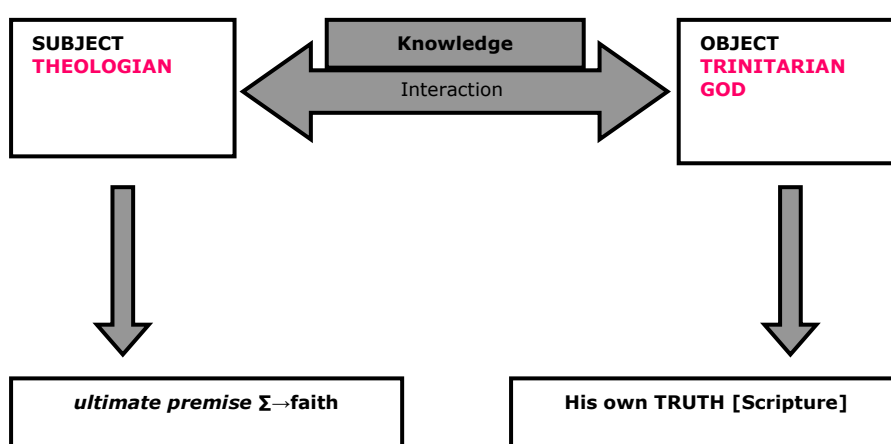 SUBJECT
THEOLOGIAN
Knowledge
Interaction
OBJECT
TRINITARIAN
GOD
ultimate premise Σ→faith
His own TRUTH [Scripture]